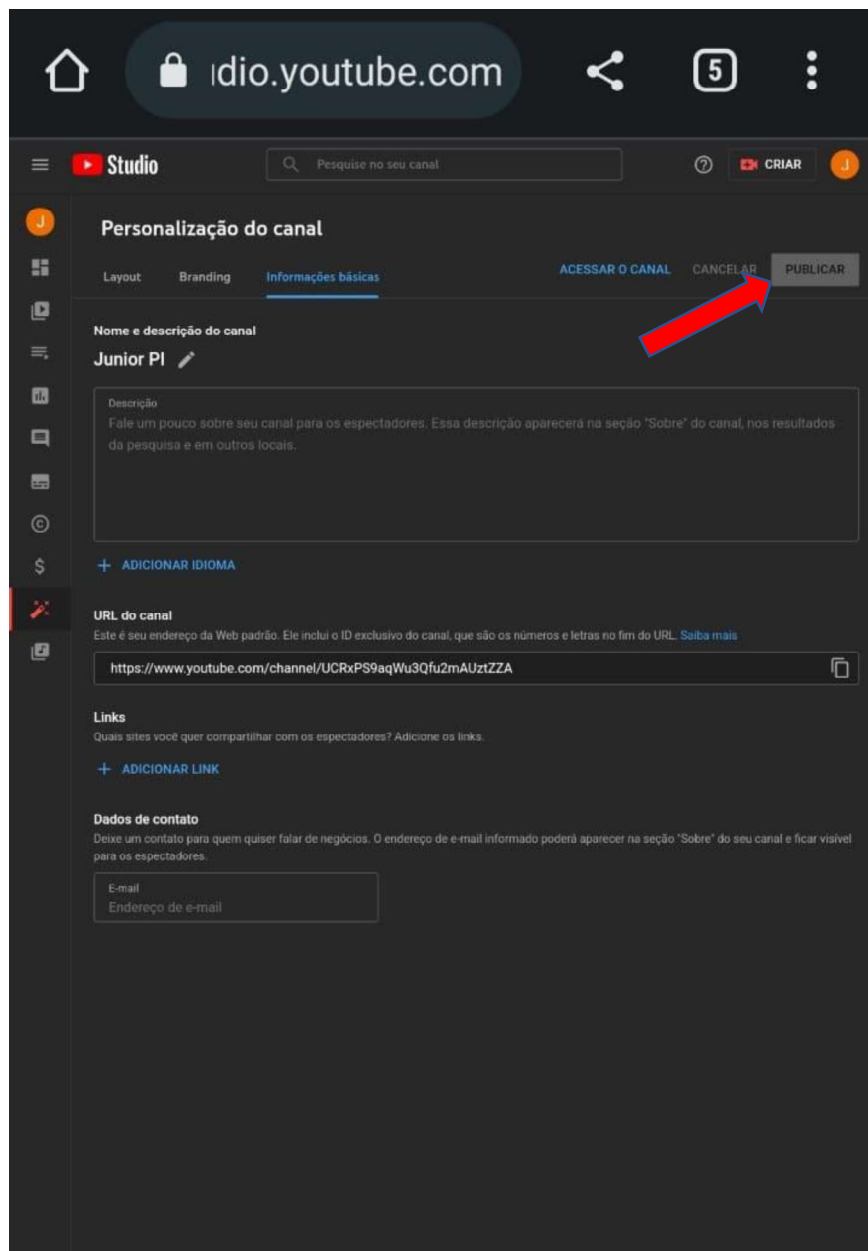 idio.youtube.com
5
Studio
Pesquise no seu canal
CRIAR
J
J
Personalização do canal
Layout
Branding
Informações básicas
ACESSAR O CANAL
CANCELAR
PUBLICAR
Nome e descrição do canal
Junior PI
Descrição
Fale um pouco sobre seu canal para os espectadores. Essa descrição aparecerá na seção "Sobre" do canal, nos resultados
da pesquisa e em outros locais.
+ ADICIONAR IDIOMA
URL do canal
Este é seu endereço da Web padrão. Ele inclui o ID exclusivo do canal, que são os números e letras no fim do URL. Saiba mais
https://www.youtube.com/channel/UCRxPS9aqWu3Qfu2mAUztZZA
Links
Quais sites você quer compartilhar com os espectadores? Adicione os links.
+ ADICIONAR LINK
Dados de contato
Deixe um contato para quem quiser falar de negócios. O endereço de e-mail informado poderá aparecer na seção "Sobre" do seu canal e ficar visível
para os espectadores.
E-mail
Endereço de e-mail